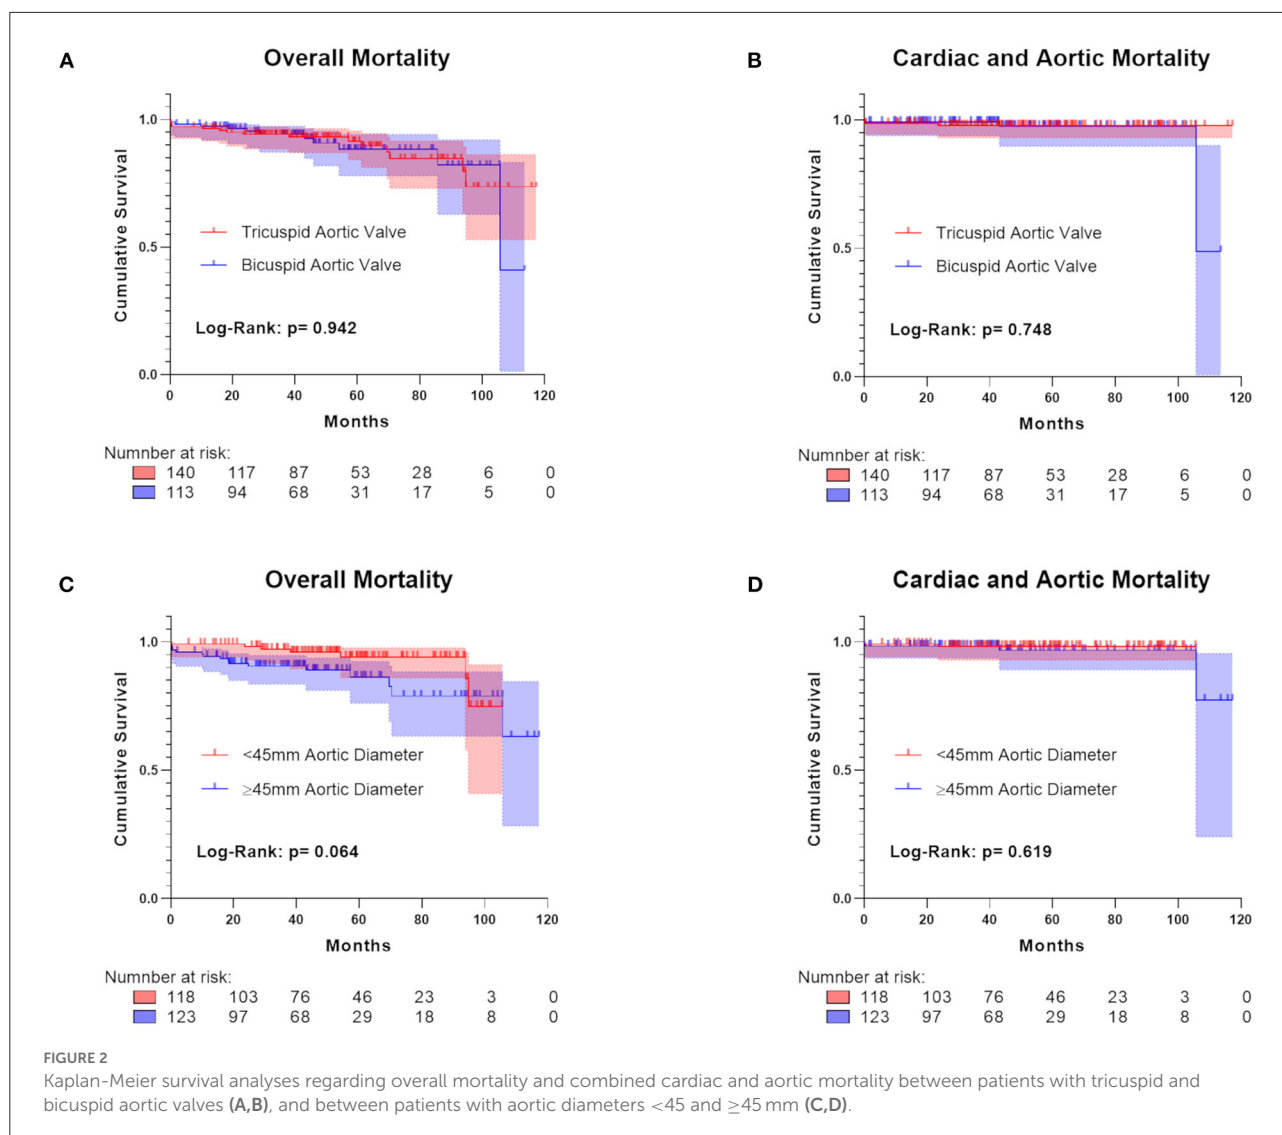 A
Overall Mortality
Cumulative Survival
1.0
0.5
0.0
Tricuspid Aortic Valve
Bicuspid Aortic Valve
Log-Rank: p= 0.942
0 20 40 60 80 100 120
Months
Numnber at risk:
140 117 87 53 28 6 0
113 94 68 31 17 5 0
B
Cardiac and Aortic Mortality
Cumulative Survival
1.0
0.5
0.0
Tricuspid Aortic Valve
Bicuspid Aortic Valve
Log-Rank: p= 0.748
0 20 40 60 80 100 120
Months
Numnber at risk:
140 117 87 53 28 6 0
113 94 68 31 17 5 0
C
Overall Mortality
Cumulative Survival
1.0
0.5
0.0
<45mm Aortic Diameter
≥45mm Aortic Diameter
Log-Rank: p= 0.064
0 20 40 60 80 100 120
Months
Numnber at risk:
118 103 76 46 23 3 0
123 97 68 29 18 8 0
D
Cardiac and Aortic Mortality
Cumulative Survival
1.0
0.5
0.0
<45mm Aortic Diameter
≥45mm Aortic Diameter
Log-Rank: p= 0.619
0 20 40 60 80 100 120
Months
Numnber at risk:
118 103 76 46 23 3 0
123 97 68 29 18 8 0
FIGURE 2
Kaplan-Meier survival analyses regarding overall mortality and combined cardiac and aortic mortality between patients with tricuspid and
bicuspid aortic valves (A,B), and between patients with aortic diameters <45 and ≥45 mm (C,D).